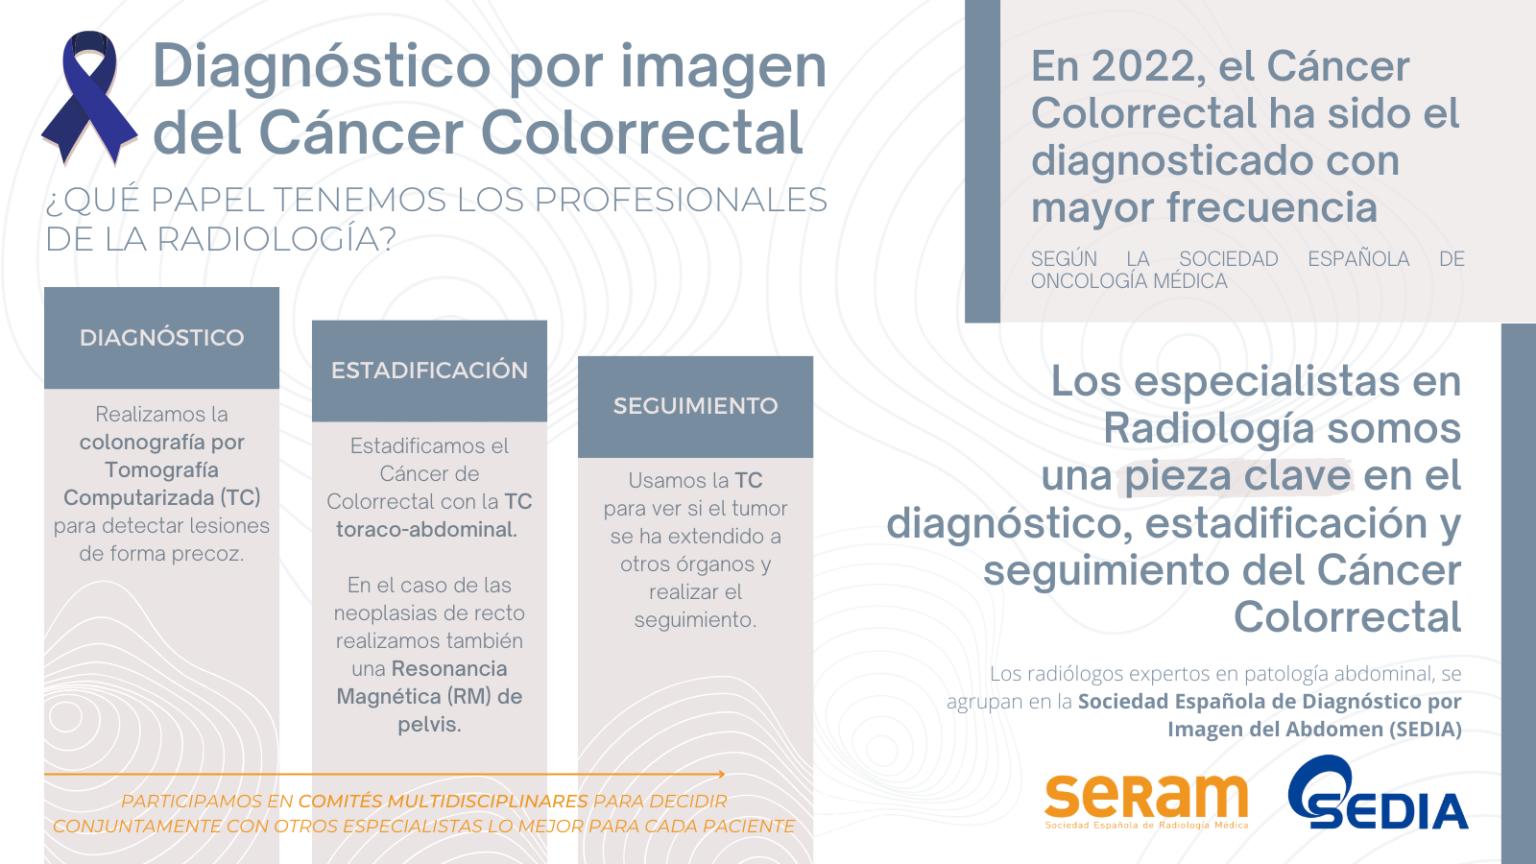 Diagnóstico por imagen
del Cáncer Colorrectal
¿QUÉ PAPEL TENEMOS LOS PROFESIONALES
DE LA RADIOLOGÍA?
DIAGNÓSTICO
Realizamos la
colonografía por
Tomografía
Computarizada (TC)
para detectar lesiones
de forma precoz.
ESTADIFICACIÓN
Estadificamos el
Cáncer de
Colorrectal con la TC
toraco-abdominal.
En el caso de las
neoplasias de recto
realizamos también
una Resonancia
Magnética (RM) de
pelvis.
SEGUIMIENTO
Usamos la TC
para ver si el tumor
se ha extendido a
otros órganos y
realizar el
seguimiento.
PARTICIPAMOS EN COMITÉS MULTIDISCIPLINARES PARA DECIDIR
CONJUNTAMENTE CON OTROS ESPECIALISTAS LO MEJOR PARA CADA PACIENTE
En 2022, el Cáncer
Colorrectal ha sido el
diagnosticado con
mayor frecuencia
SEGÚN LA SOCIEDAD ESPAÑOLA DE
ONCOLOGÍA MÉDICA
Los especialistas en
Radiología somos
una pieza clave en el
diagnóstico, estadificación y
seguimiento del Cáncer
Colorrectal
Los radiólogos expertos en patología abdominal, se
agrupan en la Sociedad Española de Diagnóstico por
Imagen del Abdomen (SEDIA)
seRam
Sociedad Española de Radiología Médica
SEDIA